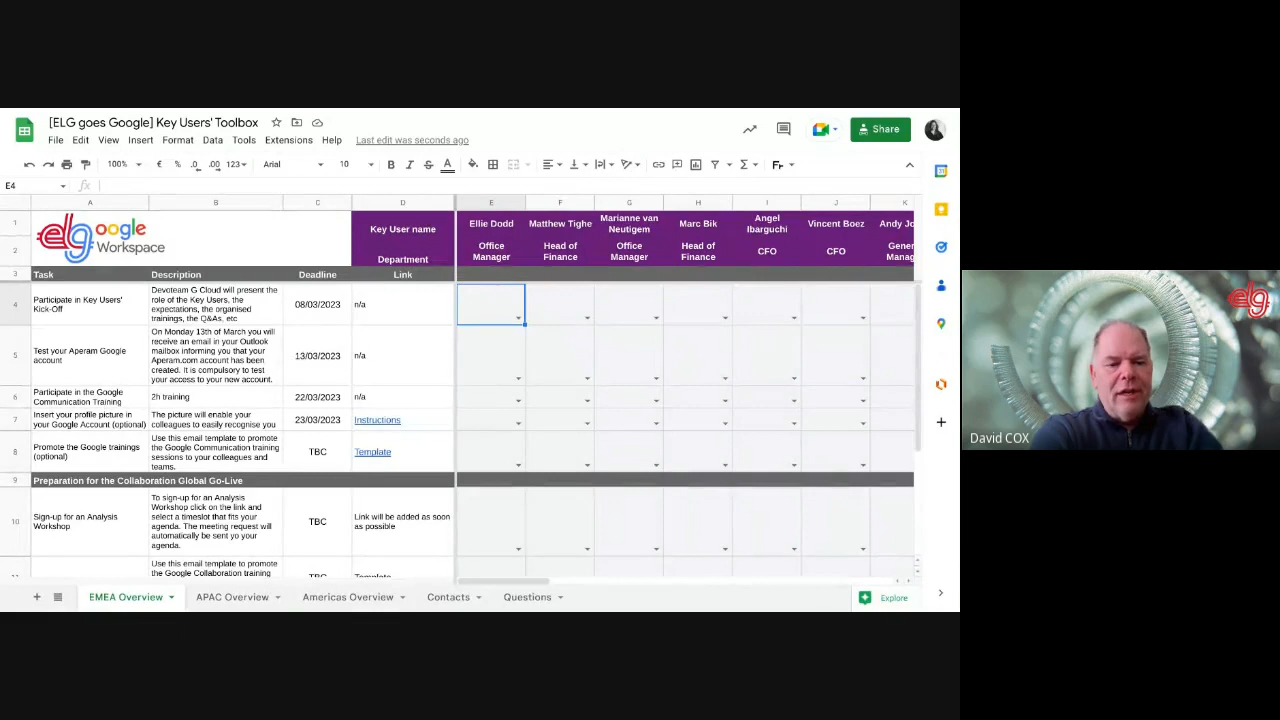 [ELG goes Google] Key Users' Toolbox
File Edit View Insert Format Data Tools Extensions Help Last edit was seconds ago
Share
100% € % .0 .00 123 Arial 10 B I S A
E4 fx
A B C D E F G H I J K
1
elg oogle
Workspace
Key User name
Ellie Dodd
Matthew Tighe
Marianne van
Neutigem
Marc Bik
Angel
Ibarguchi
Vincent Boez
Andy Jo
2
Department
Office
Manager
Head of
Finance
Office
Manager
Head of
Finance
CFO
CFO
Gener
Manag
3 Task Description Deadline Link
4
Participate in Key Users'
Kick-Off
Devoteam G Cloud will present the
role of the Key Users, the
expectations, the organised
trainings, the Q&As, etc
08/03/2023
n/a
5
Test your Aperam Google
account
On Monday 13th of March you will
receive an email in your Outlook
mailbox informing you that your
Aperam.com account has been
created. It is compulsory to test
your access to your new account.
13/03/2023
n/a
6
Participate in the Google
Communication Training
2h training
22/03/2023
n/a
7
Insert your profile picture in
your Google Account (optional)
The picture will enable your
colleagues to easily recognise you
23/03/2023
Instructions
8
Promote the Google trainings
(optional)
Use this email template to promote
the Google Communication training
sessions to your colleagues and
teams.
TBC
Template
9 Preparation for the Collaboration Global Go-Live
10
Sign-up for an Analysis
Workshop
To sign-up for an Analysis
Workshop click on the link and
select a timeslot that fits your
agenda. The meeting request will
automatically be sent yo your
agenda.
TBC
Link will be added as soon
as possible
11
Use this email template to promote
the Google Collaboration training
TBC
Template
EMEA Overview APAC Overview Americas Overview Contacts Questions
Explore
elg
David COX